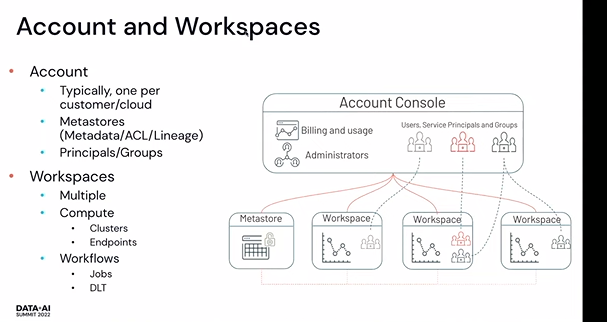 Account and Workspaces
Account
Typically, one per
customer/cloud
Metastores
(Metadata/ACL/Lineage)
Principals/Groups
Workspaces
Multiple
Compute
Clusters
Endpoints
Workflows
Jobs
DLT
Account Console
Billing and usage
Users, Service Principals and Groups
Administrators
Metastore
Workspace
Workspace
Workspace
DATA+AI
SUMMIT 2022